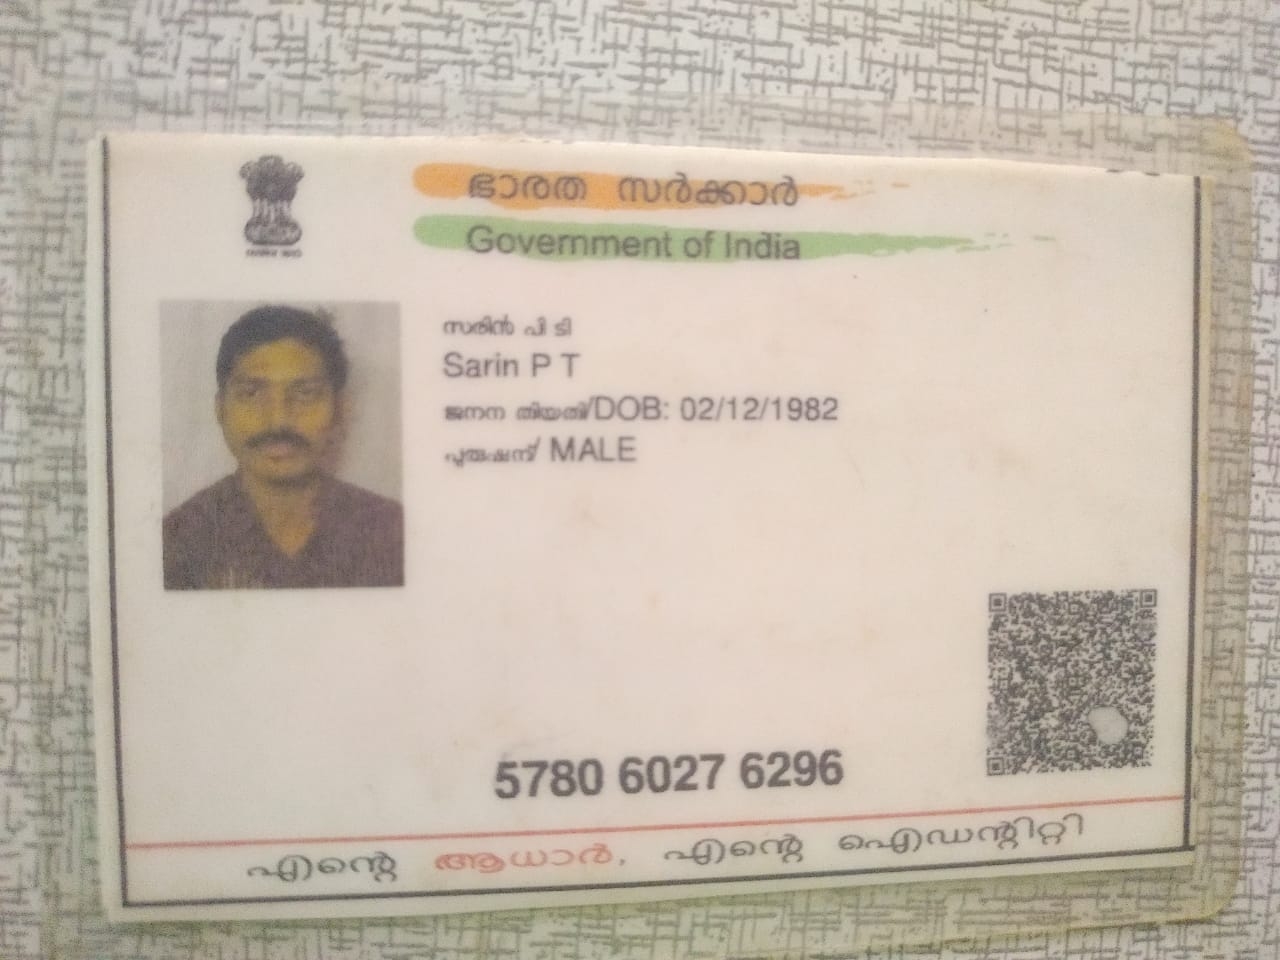 ഭാരത സർക്കാർ
Government of India
സരിൻ പി ടി
Sarin P T
ജനന തിയതി/DOB: 02/12/1982
പുരുഷൻ/ MALE
5780 6027 6296
എന്റെ ആധാർ, എന്റെ ഐഡന്റിറ്റി